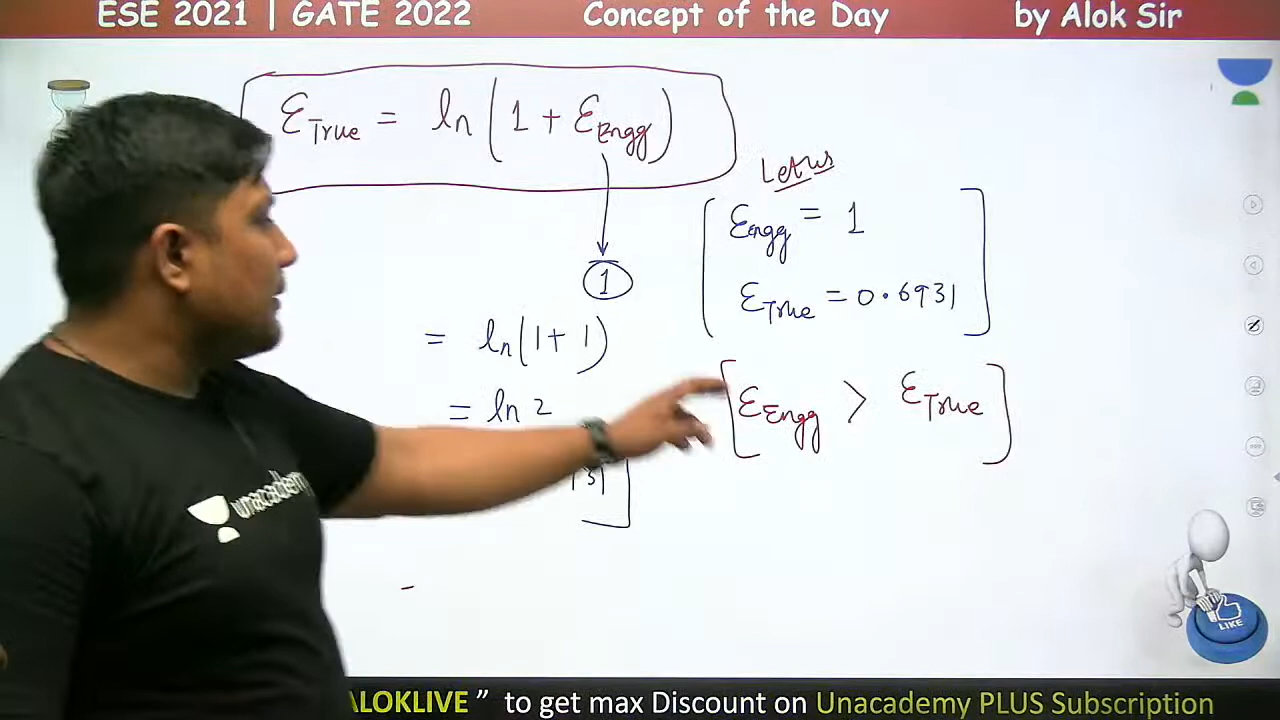 ESE 2021 | GATE 2022 Concept of the Day by Alok Sir
ε_True = ln(1 + ε_Engg)
Let us
1
ε_Engg = 1
ε_True = 0.6931
= ln(1+1)
= ln 2
ε_Engg > ε_True
31
unacademy
LIKE
ALOKLIVE ” to get max Discount on Unacademy PLUS Subscription